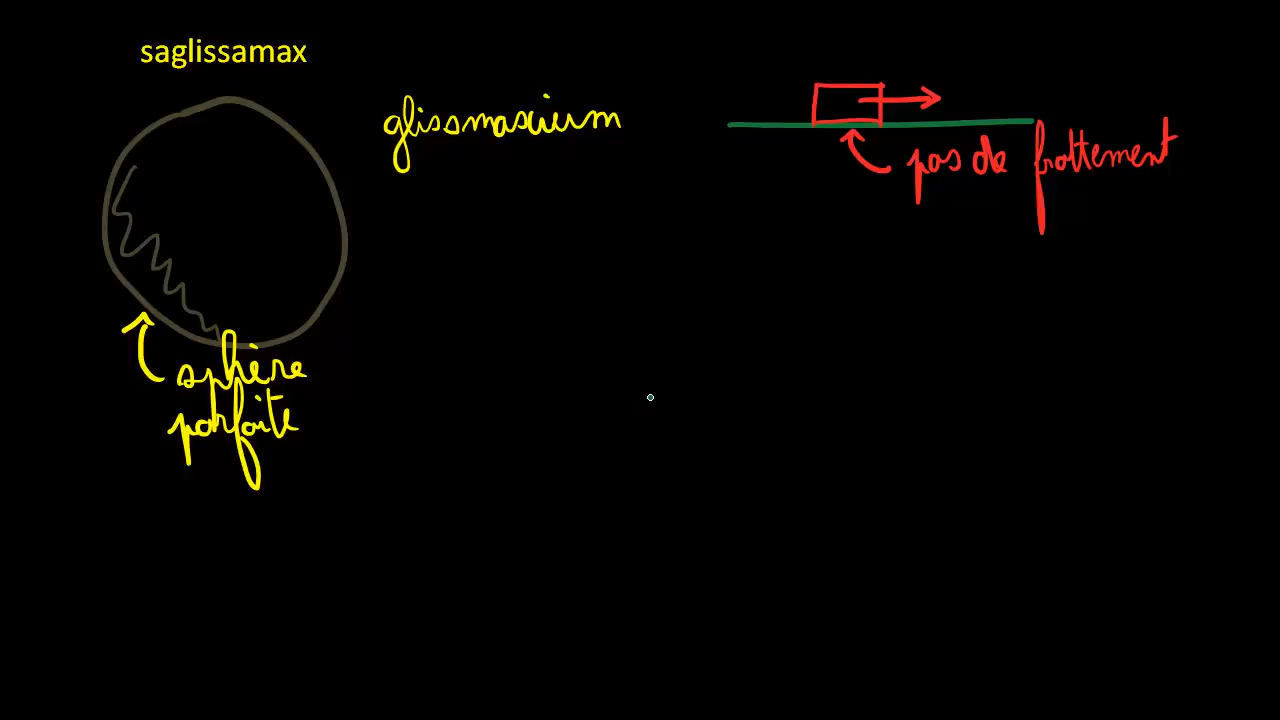 saglissamax
glissmaxium
pas de frottement
sphère
parfaite